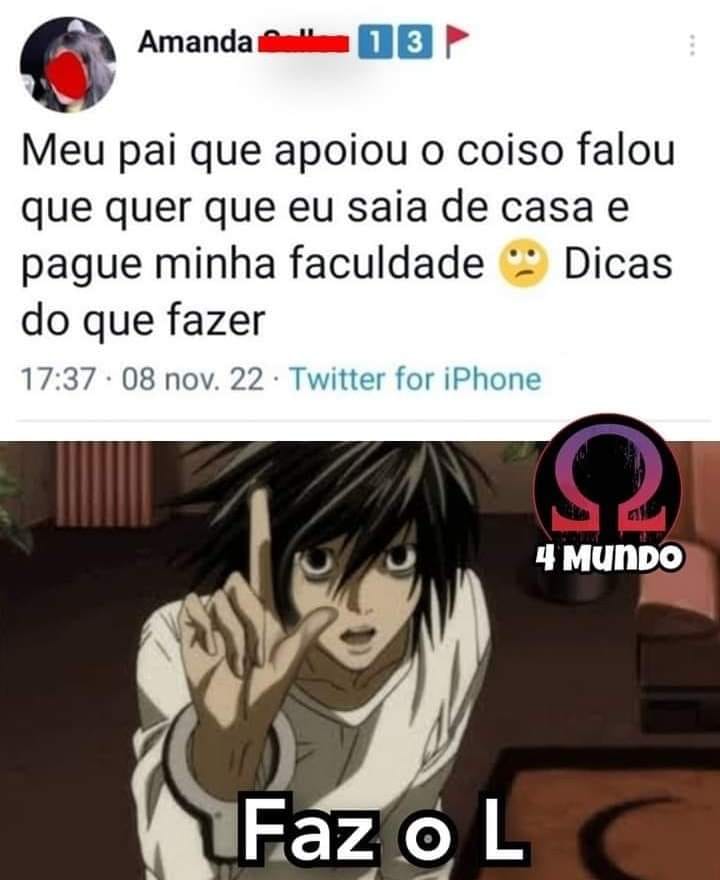 Amanda 13
Meu pai que apoiou o coiso falou
que quer que eu saia de casa e
pague minha faculdade 🙄 Dicas
do que fazer
17:37 · 08 nov. 22 · Twitter for iPhone
Ω
4 MUNDO
Faz o L